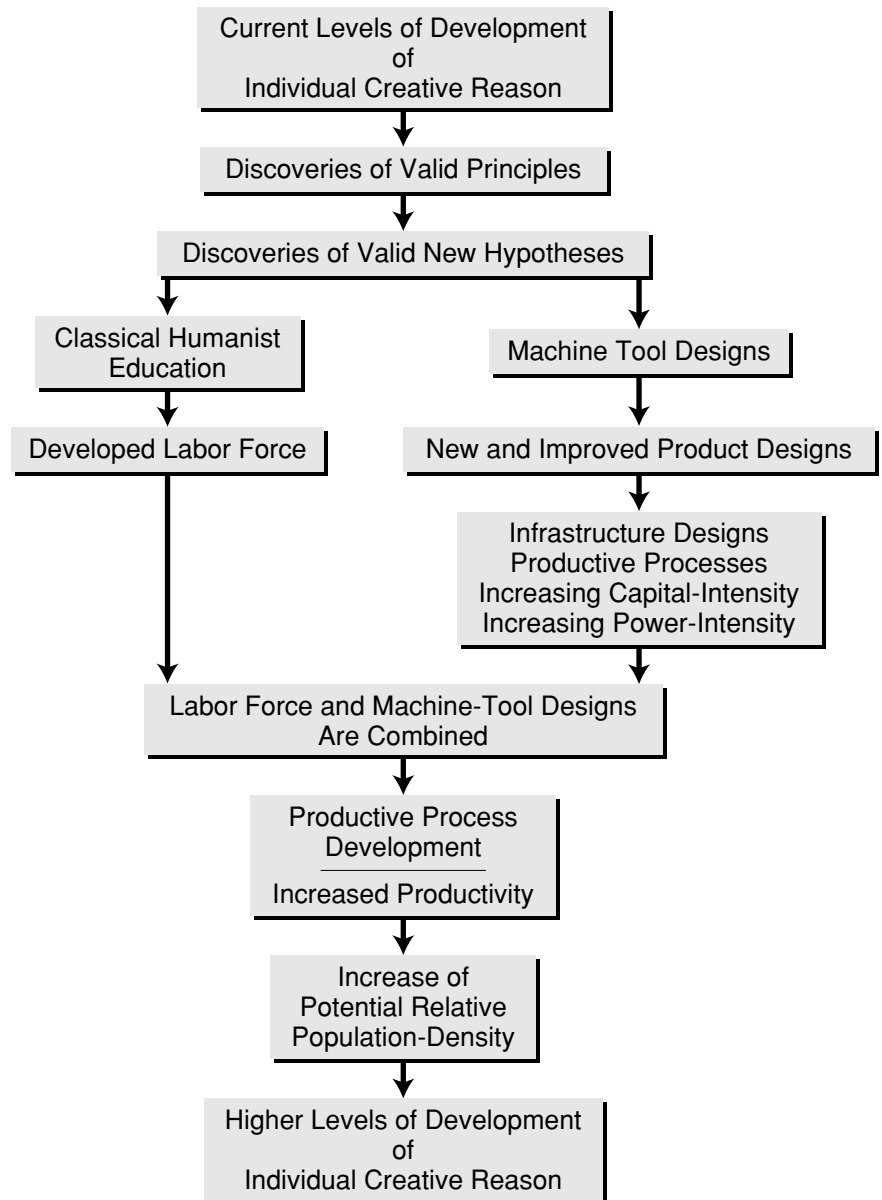 Current Levels of Development
of
Individual Creative Reason
Discoveries of Valid Principles
Discoveries of Valid New Hypotheses
Classical Humanist
Education
Machine Tool Designs
Developed Labor Force
New and Improved Product Designs
Infrastructure Designs
Productive Processes
Increasing Capital-Intensity
Increasing Power-Intensity
Labor Force and Machine-Tool Designs
Are Combined
Productive Process
Development
Increased Productivity
Increase of
Potential Relative
Population-Density
Higher Levels of Development
of
Individual Creative Reason